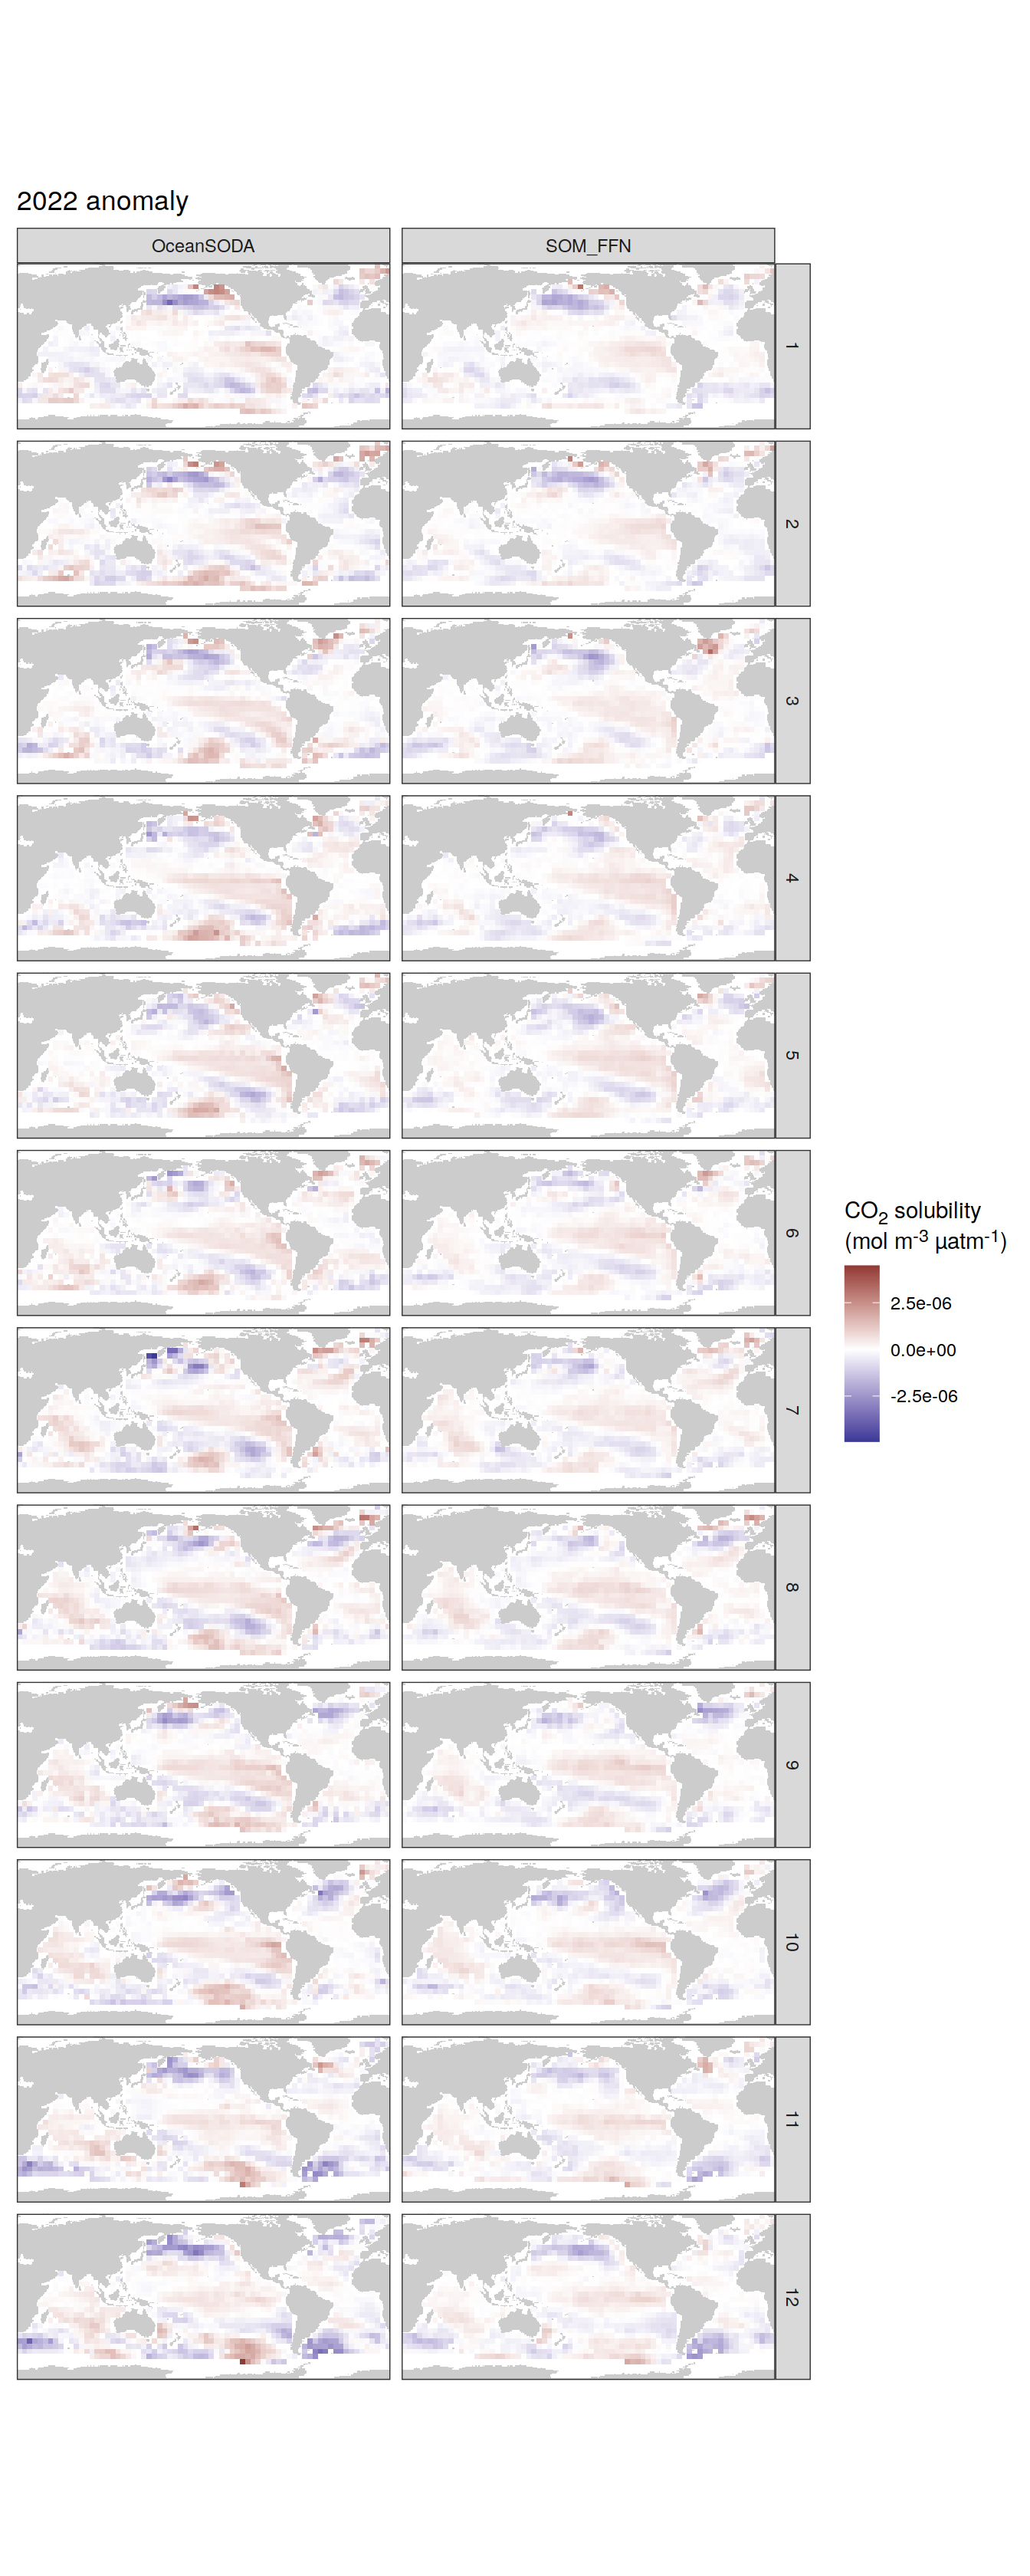 2022 anomaly
OceanSODA SOM_FFN
1
2
3
4
5
6
CO₂ solubility
(mol m⁻³ µatm⁻¹)
2.5e-06
0.0e+00
-2.5e-06
7
8
9
10
11
12